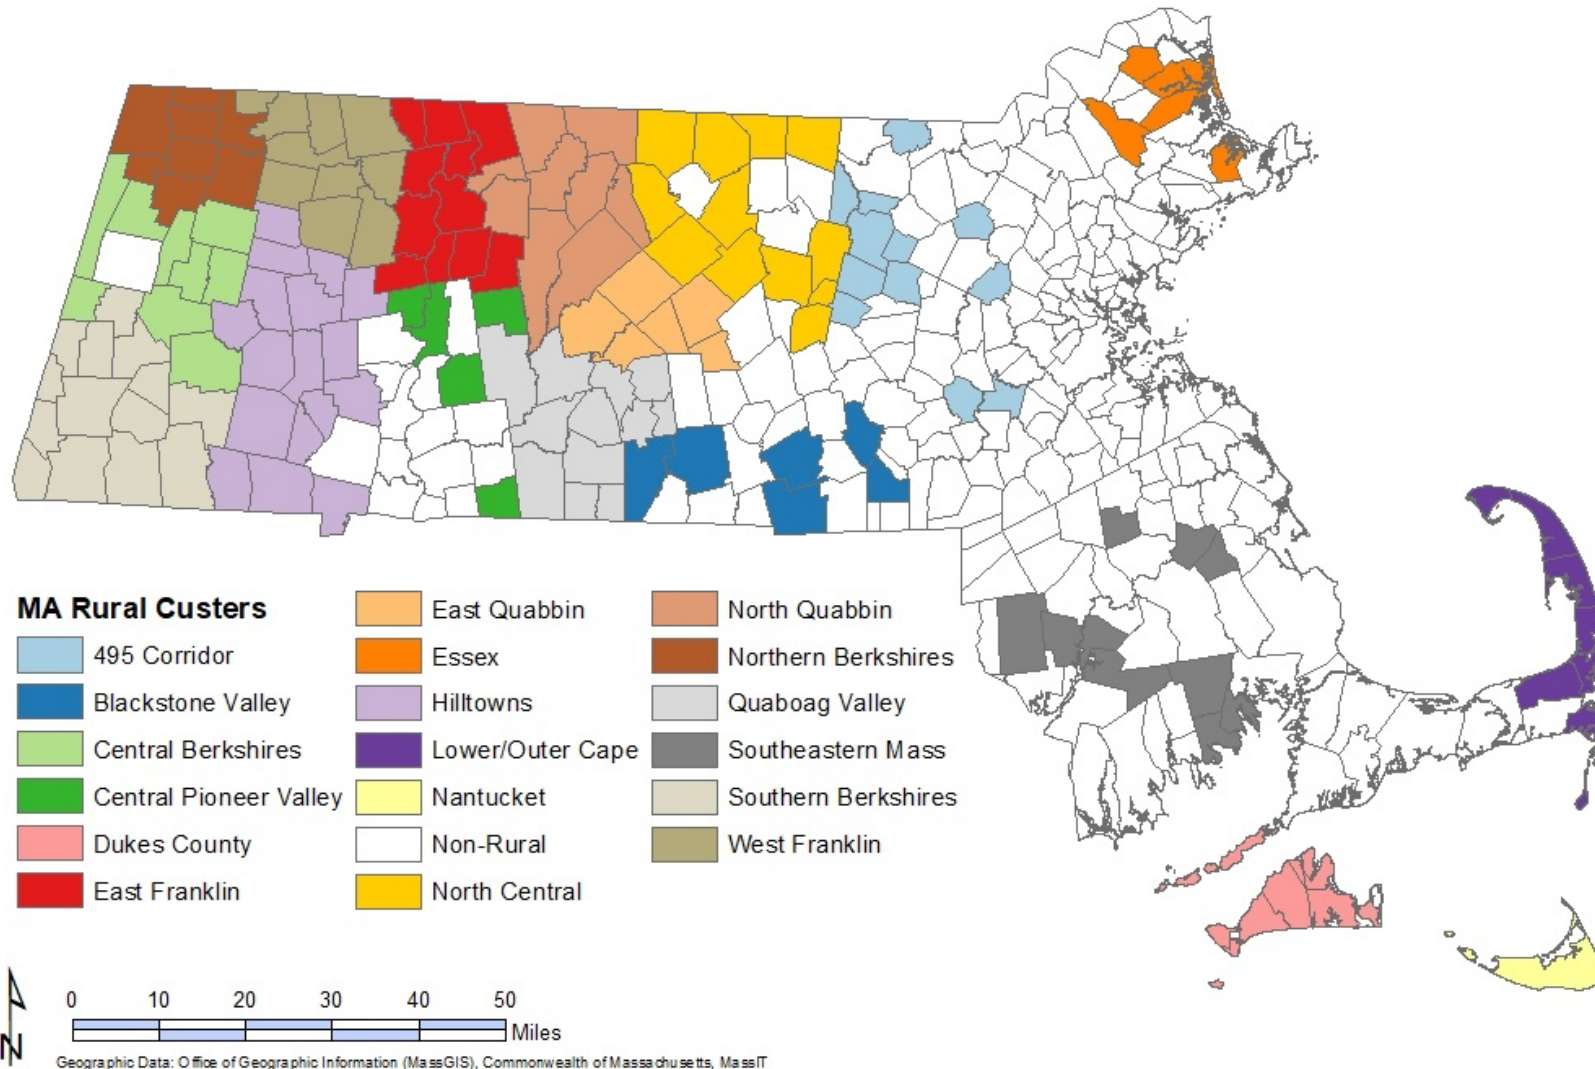 MA Rural Custers
495 Corridor
Blackstone Valley
Central Berkshires
Central Pioneer Valley
Dukes County
East Franklin
East Quabbin
Essex
Hilltowns
Lower/Outer Cape
Nantucket
Non-Rural
North Central
North Quabbin
Northern Berkshires
Quaboag Valley
Southeastern Mass
Southern Berkshires
West Franklin
N
0 10 20 30 40 50
Miles
Geographic Data: Office of Geographic Information (MassGIS), Commonwealth of Massachusetts, MassIT